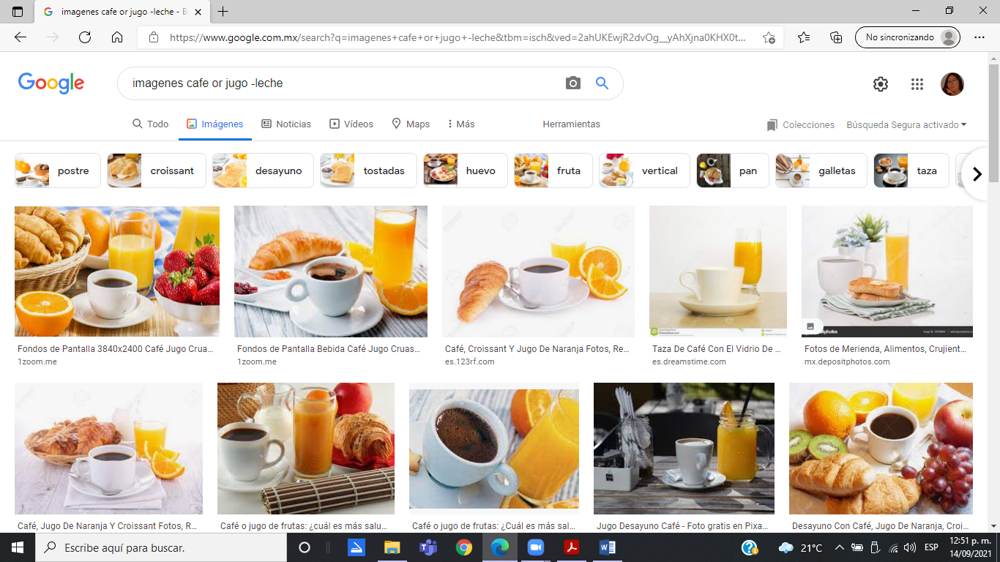 imagenes cafe or jugo -leche - B
https://www.google.com.mx/search?q=imagenes+cafe+or+jugo+-leche&tbm=isch&ved=2ahUKEwjR2dvOg__yAhXjna0KHX0t...
No sincronizando
Google
imagenes cafe or jugo -leche
Todo
Imágenes
Noticias
Vídeos
Maps
Más
Herramientas
Colecciones
Búsqueda Segura activado
postre
croissant
desayuno
tostadas
huevo
fruta
vertical
pan
galletas
taza
Fondos de Pantalla 3840x2400 Café Jugo Crua...
1zoom.me
Fondos de Pantalla Bebida Café Jugo Cruas...
1zoom.me
Café, Croissant Y Jugo De Naranja Fotos, Re...
es.123rf.com
Taza De Café Con El Vidrio De ...
es.dreamstime.com
Fotos de Merienda, Alimentos, Crujient...
mx.depositphotos.com
Café, Jugo De Naranja Y Croissant Fotos, R...
Café o jugo de frutas: ¿cuál es más salu...
Café o jugo de frutas: ¿Cuál es más sal...
Jugo Desayuno Café - Foto gratis en Pixa...
Desayuno Con Café, Jugo De Naranja, Croi...
Escribe aquí para buscar.
21°C
ESP
12:51 p. m.
14/09/2021